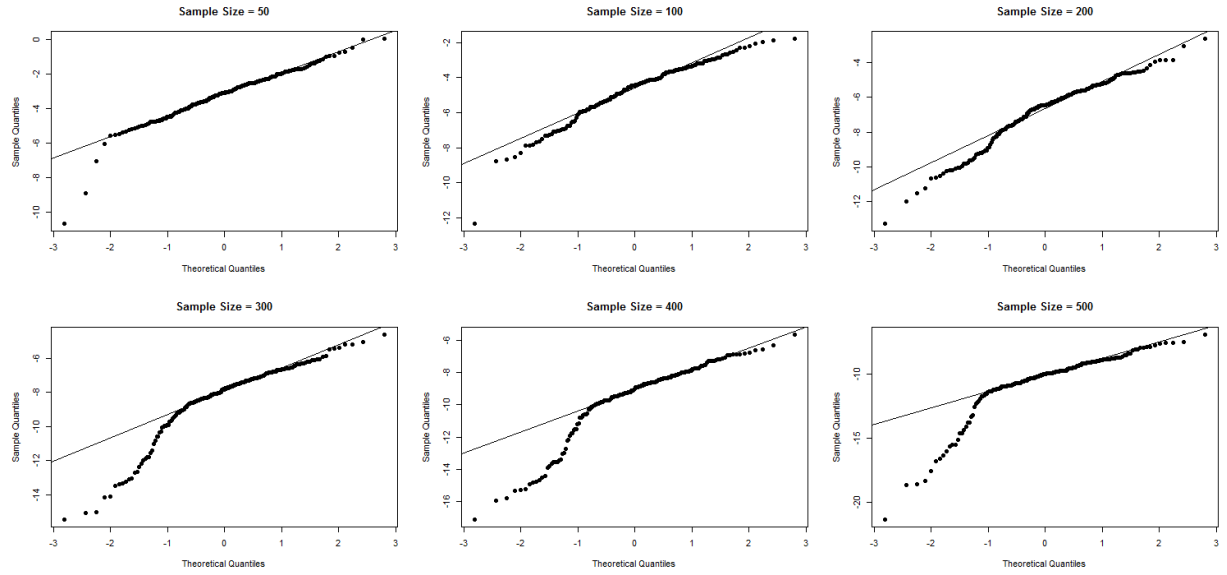 Sample Size = 50
Sample Quantiles
0
-2
-4
-6
-8
-10
-3 -2 -1 0 1 2 3
Theoretical Quantiles
Sample Size = 100
Sample Quantiles
-2
-4
-6
-8
-10
-12
-3 -2 -1 0 1 2 3
Theoretical Quantiles
Sample Size = 200
Sample Quantiles
-4
-6
-8
-10
-12
-3 -2 -1 0 1 2 3
Theoretical Quantiles
Sample Size = 300
Sample Quantiles
-6
-8
-10
-12
-14
-3 -2 -1 0 1 2 3
Theoretical Quantiles
Sample Size = 400
Sample Quantiles
-6
-8
-10
-12
-14
-16
-3 -2 -1 0 1 2 3
Theoretical Quantiles
Sample Size = 500
Sample Quantiles
-10
-15
-20
-3 -2 -1 0 1 2 3
Theoretical Quantiles